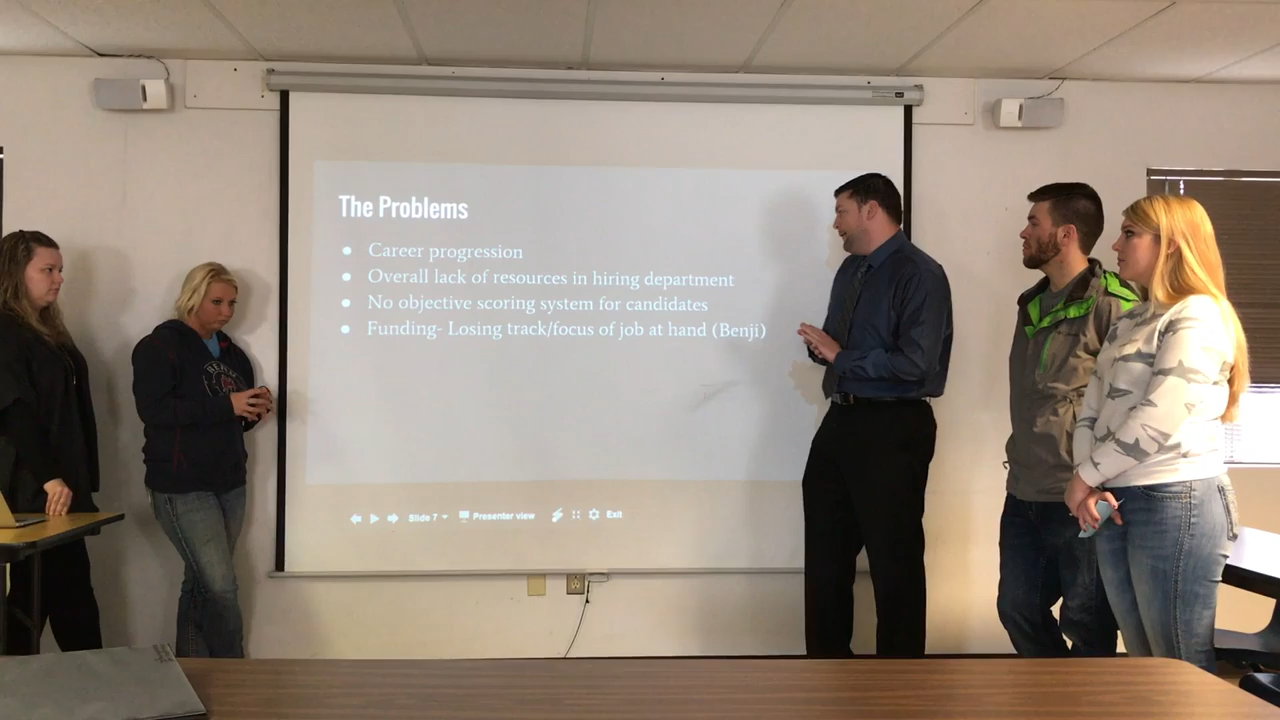 The Problems
● Career progression
● Overall lack of resources in hiring department
● No objective scoring system for candidates
● Funding- Losing track/focus of job at hand (Benji)
Slide 7 Presenter view Exit